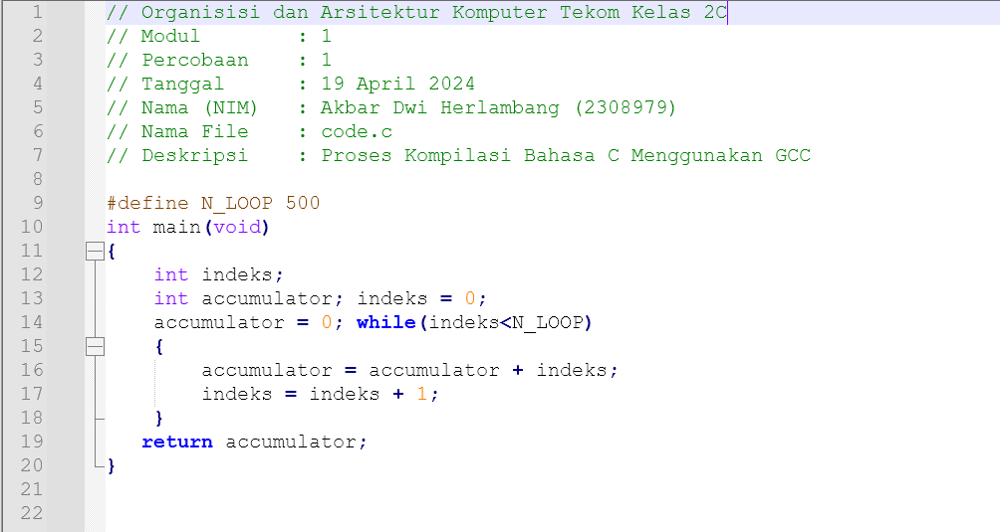 1 // Organisisi dan Arsitektur Komputer Tekom Kelas 2C
2 // Modul        : 1
3 // Percobaan    : 1
4 // Tanggal      : 19 April 2024
5 // Nama (NIM)   : Akbar Dwi Herlambang (2308979)
6 // Nama File    : code.c
7 // Deskripsi    : Proses Kompilasi Bahasa C Menggunakan GCC
8
9 #define N_LOOP 500
10 int main(void)
11 {
12     int indeks;
13     int accumulator; indeks = 0;
14     accumulator = 0; while(indeks<N_LOOP)
15     {
16         accumulator = accumulator + indeks;
17         indeks = indeks + 1;
18     }
19    return accumulator;
20 }
21
22